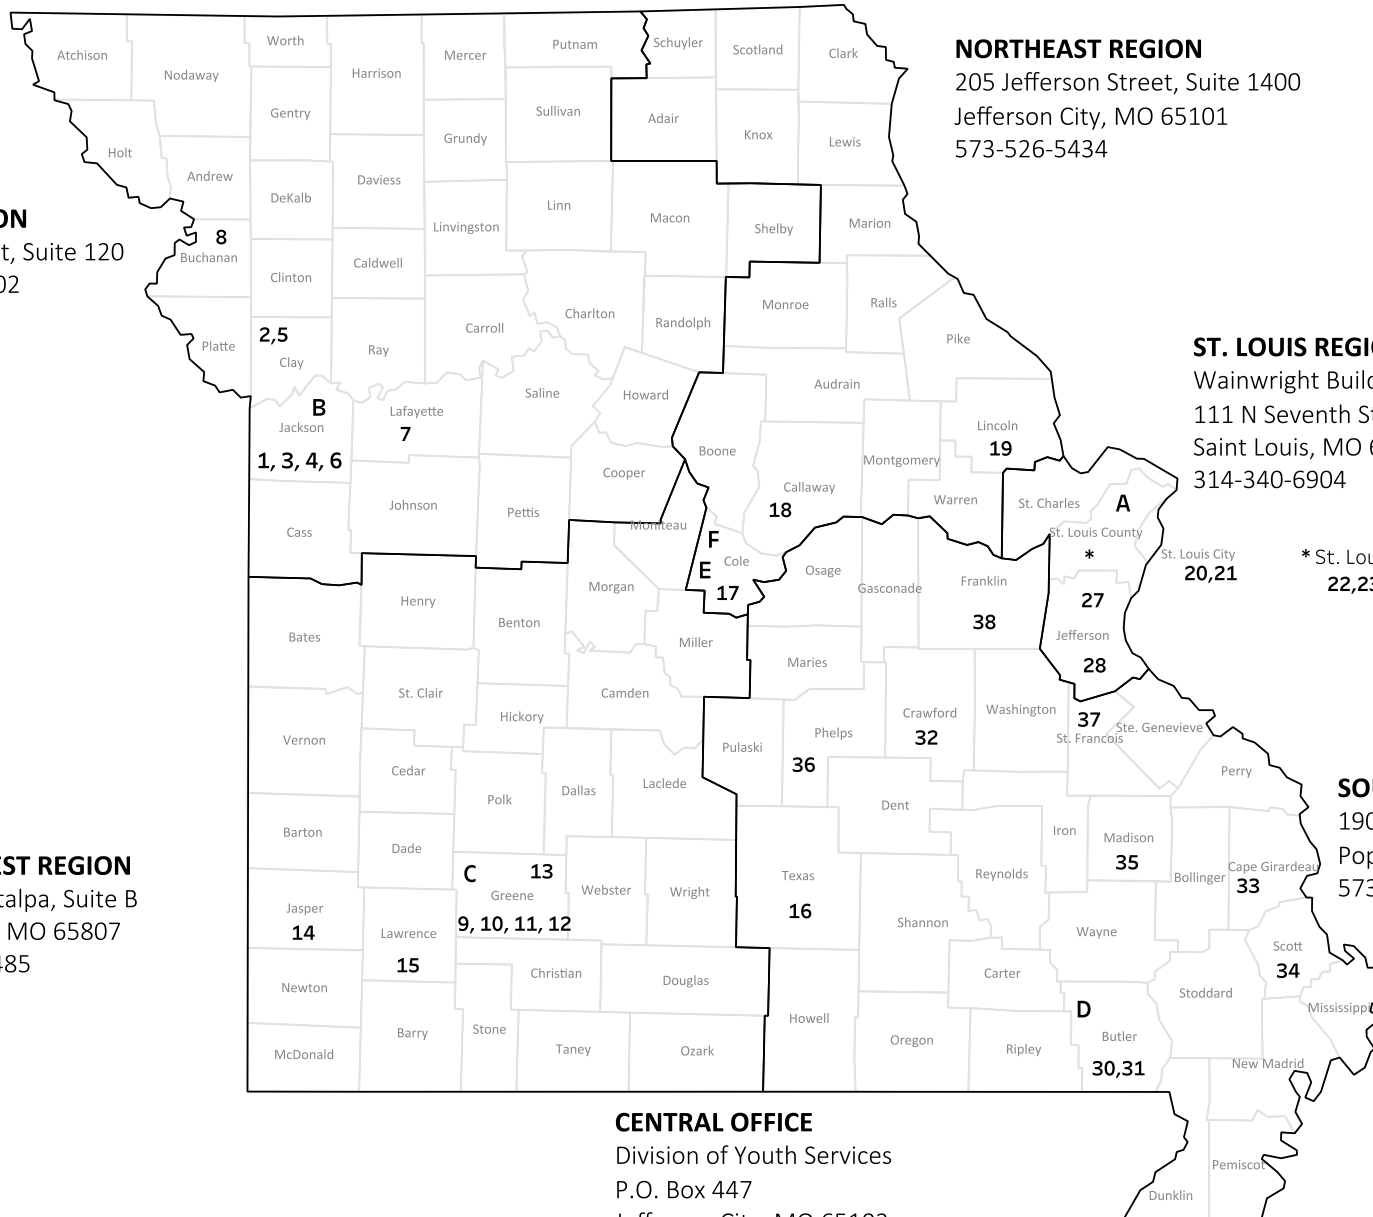 NORTHEAST REGION
205 Jefferson Street, Suite 1400
Jefferson City, MO 65101
573-526-5434
ON
t, Suite 120
02
ST. LOUIS REGI
Wainwright Build
111 N Seventh St
Saint Louis, MO 6
314-340-6904
EST REGION
talpa, Suite B
MO 65807
485
SOU
190
Pop
573
CENTRAL OFFICE
Division of Youth Services
P.O. Box 447
Jefferson City, MO 65102
Atchison
Nodaway
Worth
Harrison
Mercer
Putnam
Schuyler
Scotland
Clark
Gentry
Sullivan
Adair
Knox
Lewis
Holt
Andrew
DeKalb
Daviess
Grundy
Linn
Macon
Shelby
Marion
Linvingston
8
Buchanan
Clinton
Caldwell
Carroll
Charlton
Randolph
Monroe
Ralls
Pike
Platte
2,5
Clay
Ray
Saline
Howard
Audrain
B
Jackson
1, 3, 4, 6
Lafayette
7
Cooper
Boone
Callaway
18
Montgomery
Lincoln
19
Warren
St. Charles
A
St. Louis County
*
St. Louis City
20,21
* St. Lou
22,23
Cass
Johnson
Pettis
Moniteau
F
E
Cole
17
Osage
Gasconade
Franklin
38
27
Jefferson
28
Bates
Henry
Benton
Morgan
Miller
Maries
St. Clair
Hickory
Camden
Pulaski
Phelps
36
Crawford
32
Washington
37
St. Francois
Ste. Genevieve
Perry
Vernon
Cedar
Polk
Dallas
Laclede
Dent
Iron
Madison
35
Bollinger
Cape Girardeau
33
Barton
Dade
C
13
Greene
9, 10, 11, 12
Webster
Wright
Texas
16
Reynolds
Shannon
Wayne
Scott
34
Jasper
14
Lawrence
15
Christian
Douglas
Carter
Stoddard
Mississippi
Newton
Barry
Stone
Taney
Ozark
Howell
Oregon
Ripley
D
Butler
30,31
New Madrid
McDonald
Pemiscot
Dunklin